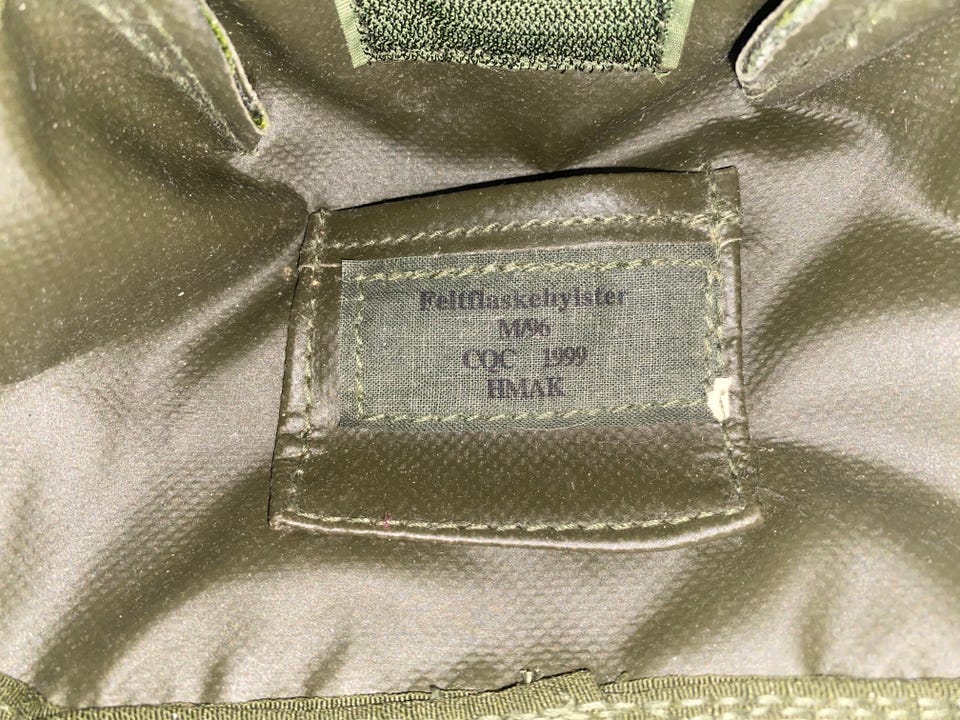 Feltflaskehylster
M/96
CQC 1999
HMAK